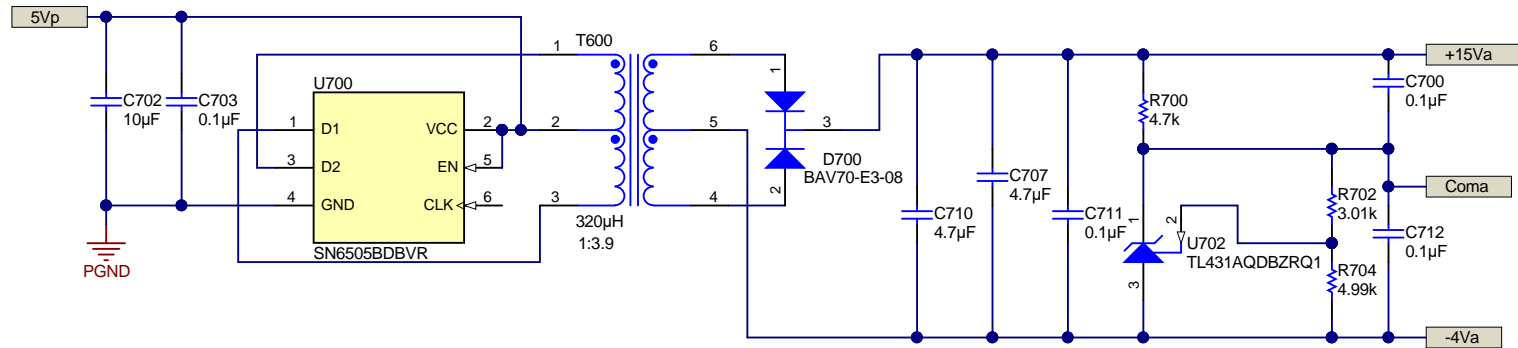 5Vp
C702
10µF
C703
0.1µF
PGND
U700
1
D1
3
D2
4
GND
VCC
2
EN
5
CLK
6
SN6505BDBVR
T600
1
2
3
6
5
4
320µH
1:3.9
1
3
2
D700
BAV70-E3-08
C710
4.7µF
C707
4.7µF
C711
0.1µF
R700
4.7k
1
2
3
U702
TL431AQDBZRQ1
R702
3.01k
R704
4.99k
C700
0.1µF
C712
0.1µF
+15Va
Coma
-4Va